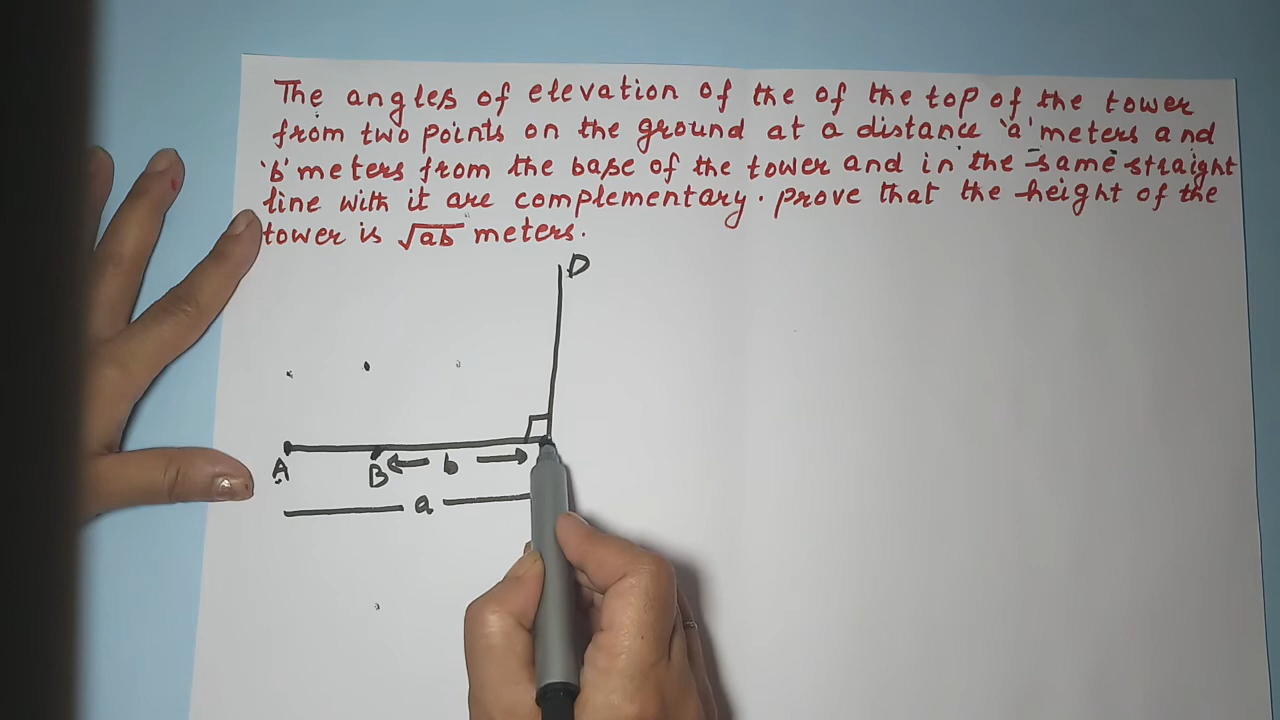 The angles of elevation of the of the top of the tower
from two points on the ground at a distance 'a' meters and
'b' meters from the base of the tower and in the same straight
line with it are complementary. prove that the height of the
tower is √ab meters.
D
A B b
a